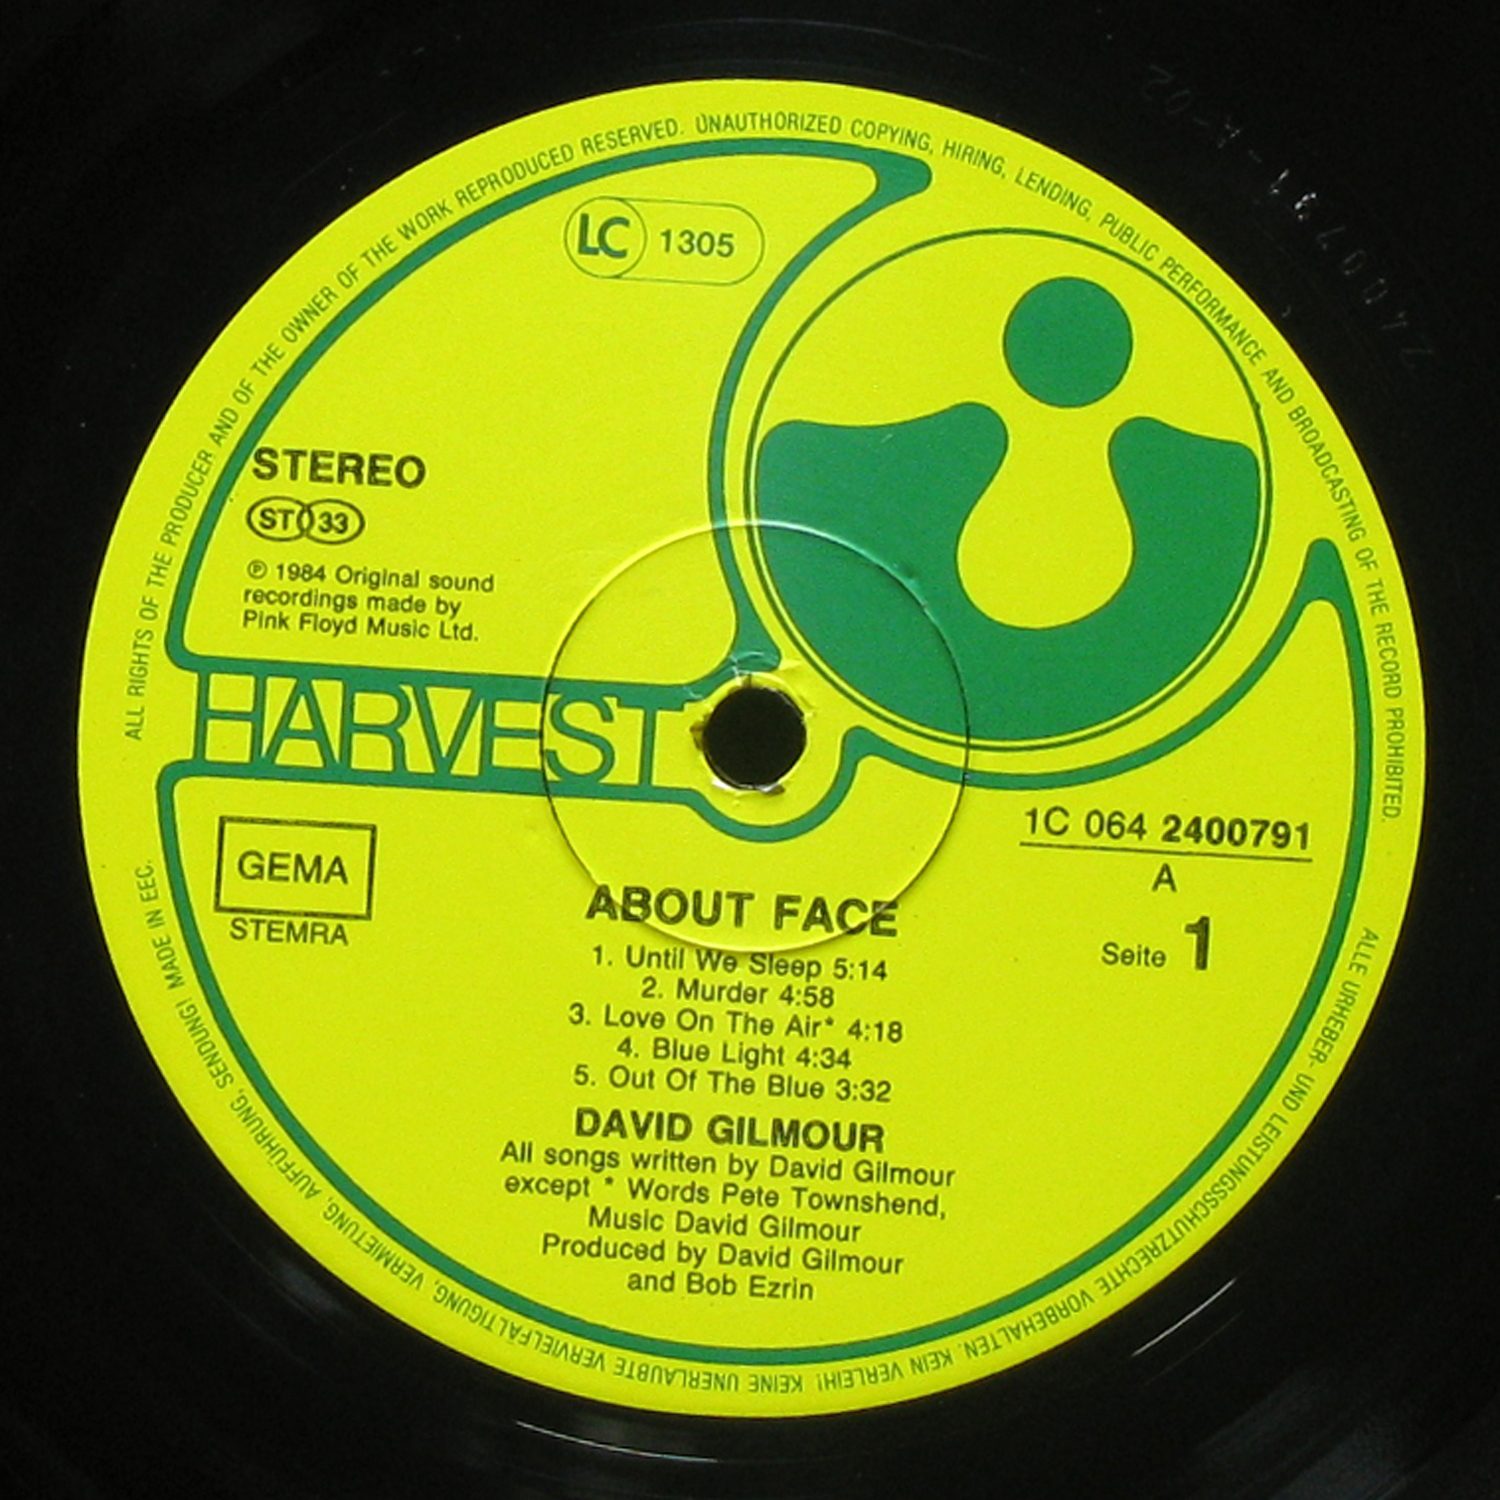 ALL RIGHTS OF THE PRODUCER AND OF THE OWNER OF THE WORK REPRODUCED RESERVED. UNAUTHORIZED COPYING, HIRING, LENDING, PUBLIC PERFORMANCE AND BROADCASTING OF THE RECORD PROHIBITED.
LC 1305
STEREO
ST 33
℗ 1984 Original sound
recordings made by
Pink Floyd Music Ltd.
HARVEST
GEMA
STEMRA
1C 064 2400791
A
Seite 1
ABOUT FACE
1. Until We Sleep 5:14
2. Murder 4:58
3. Love On The Air* 4:18
4. Blue Light 4:34
5. Out Of The Blue 3:32
DAVID GILMOUR
All songs written by David Gilmour
except * Words Pete Townshend,
Music David Gilmour
Produced by David Gilmour
and Bob Ezrin
ALLE URHEBER- UND LEISTUNGSSCHUTZRECHTE VORBEHALTEN. KEIN VERLEIH! KEINE UNERLAUBTE VERVIELFÄLTIGUNG, VERMIETUNG, AUFFÜHRUNG, SENDUNG! MADE IN EEC.